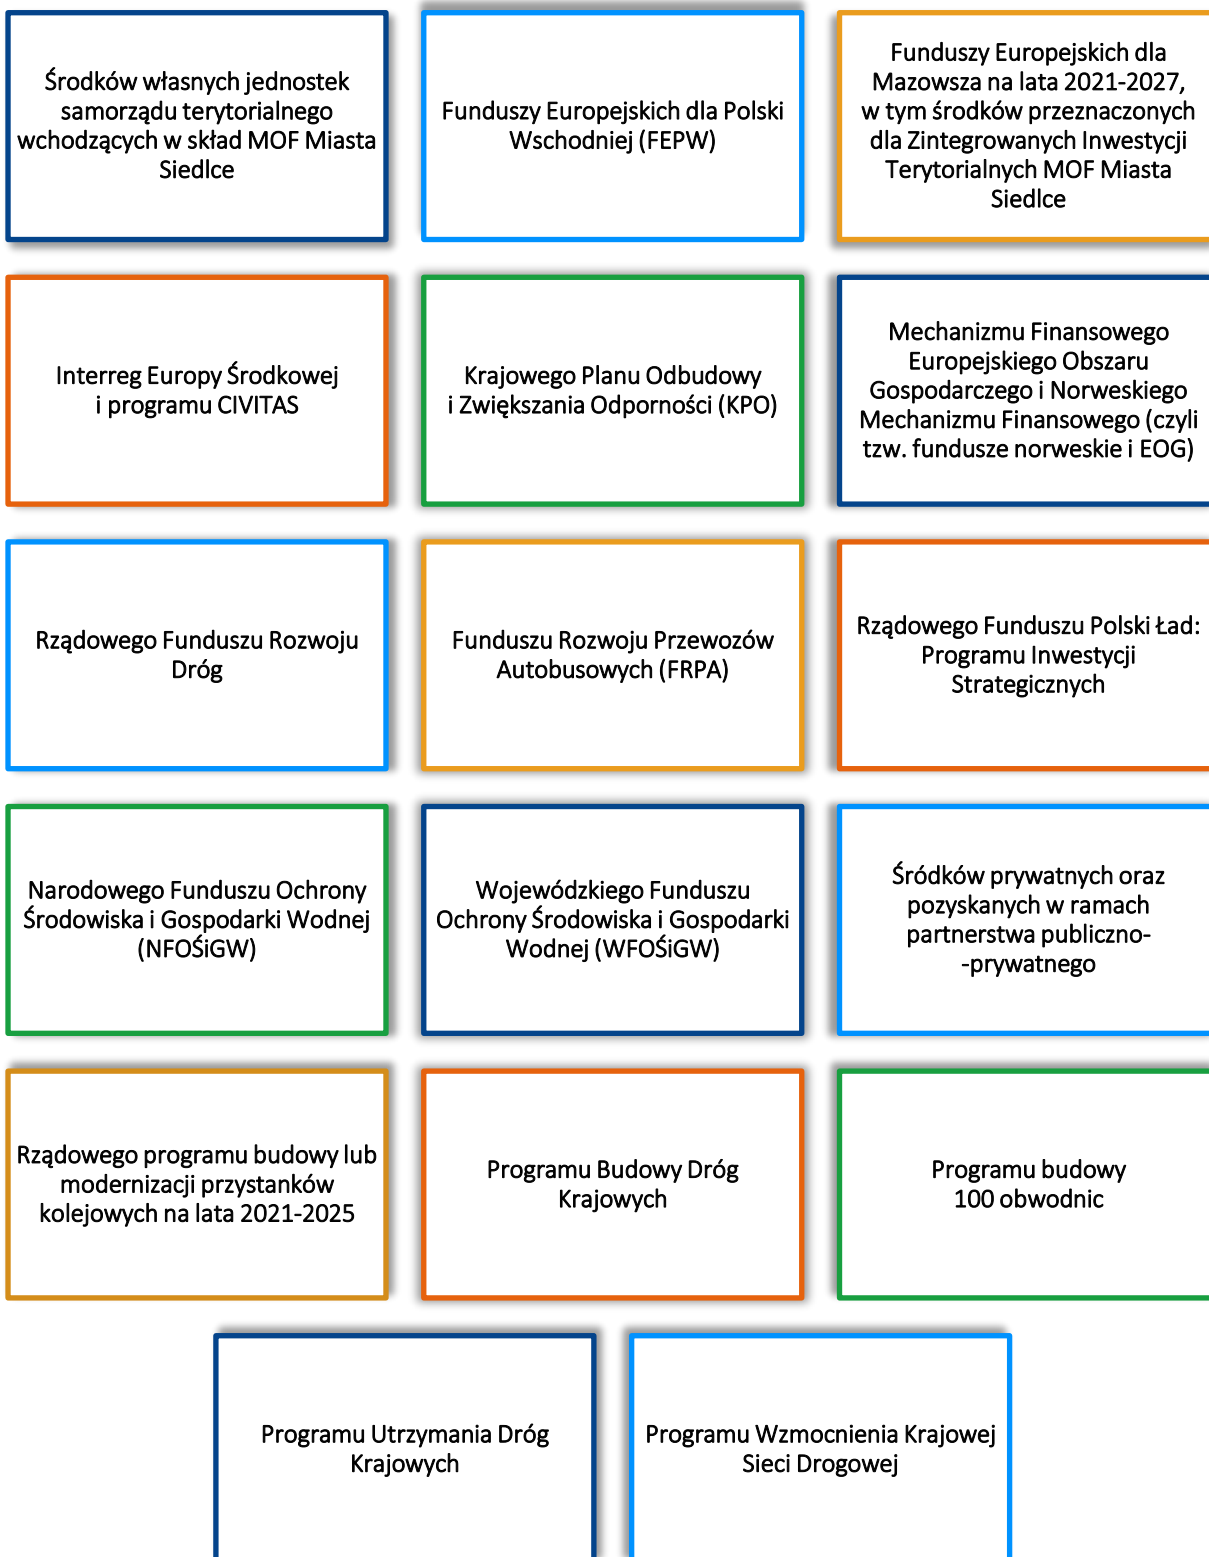 Środków własnych jednostek
samorządu terytorialnego
wchodzących w skład MOF Miasta
Siedlce
Funduszy Europejskich dla Polski
Wschodniej (FEPW)
Funduszy Europejskich dla
Mazowsza na lata 2021-2027,
w tym środków przeznaczonych
dla Zintegrowanych Inwestycji
Terytorialnych MOF Miasta
Siedlce
Interreg Europy Środkowej
i programu CIVITAS
Krajowego Planu Odbudowy
i Zwiększania Odporności (KPO)
Mechanizmu Finansowego
Europejskiego Obszaru
Gospodarczego i Norweskiego
Mechanizmu Finansowego (czyli
tzw. fundusze norweskie i EOG)
Rządowego Funduszu Rozwoju
Dróg
Funduszu Rozwoju Przewozów
Autobusowych (FRPA)
Rządowego Funduszu Polski Ład:
Programu Inwestycji
Strategicznych
Narodowego Funduszu Ochrony
Środowiska i Gospodarki Wodnej
(NFOŚiGW)
Wojewódzkiego Funduszu
Ochrony Środowiska i Gospodarki
Wodnej (WFOŚiGW)
Śródków prywatnych oraz
pozyskanych w ramach
partnerstwa publiczno-
-prywatnego
Rządowego programu budowy lub
modernizacji przystanków
kolejowych na lata 2021-2025
Programu Budowy Dróg
Krajowych
Programu budowy
100 obwodnic
Programu Utrzymania Dróg
Krajowych
Programu Wzmocnienia Krajowej
Sieci Drogowej